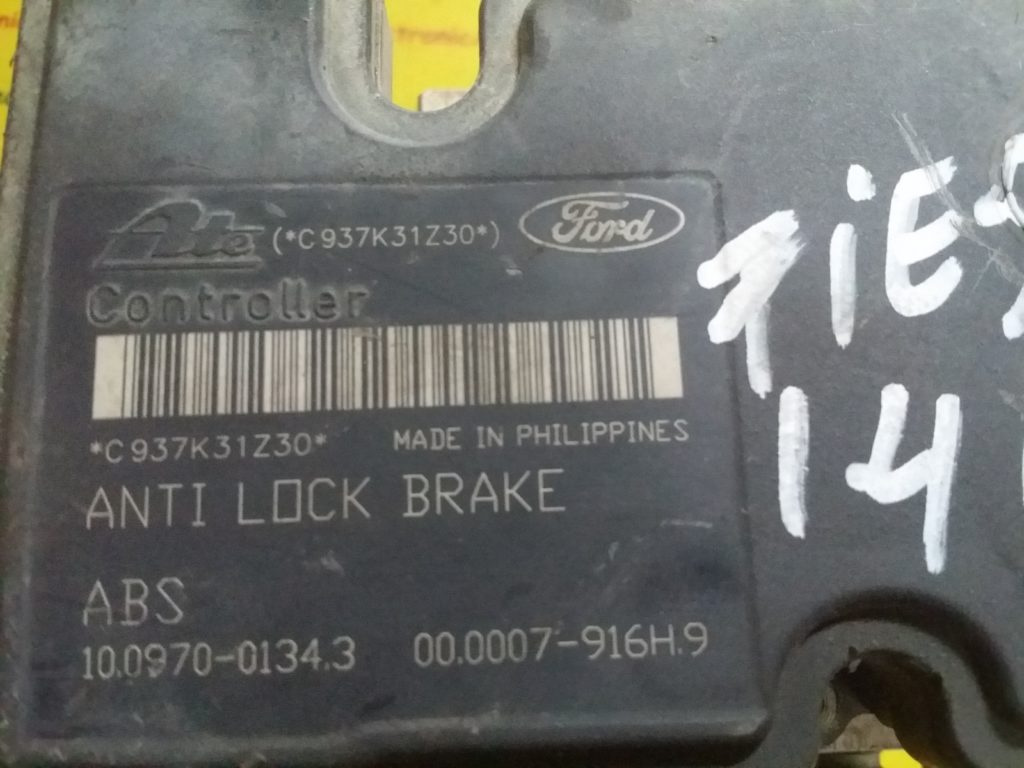 Ate (*C937K31Z30*) Ford
Controller
*C937K31Z30* MADE IN PHILIPPINES
ANTI LOCK BRAKE
ABS
10.0970-0134.3 00.0007-916H.9
14